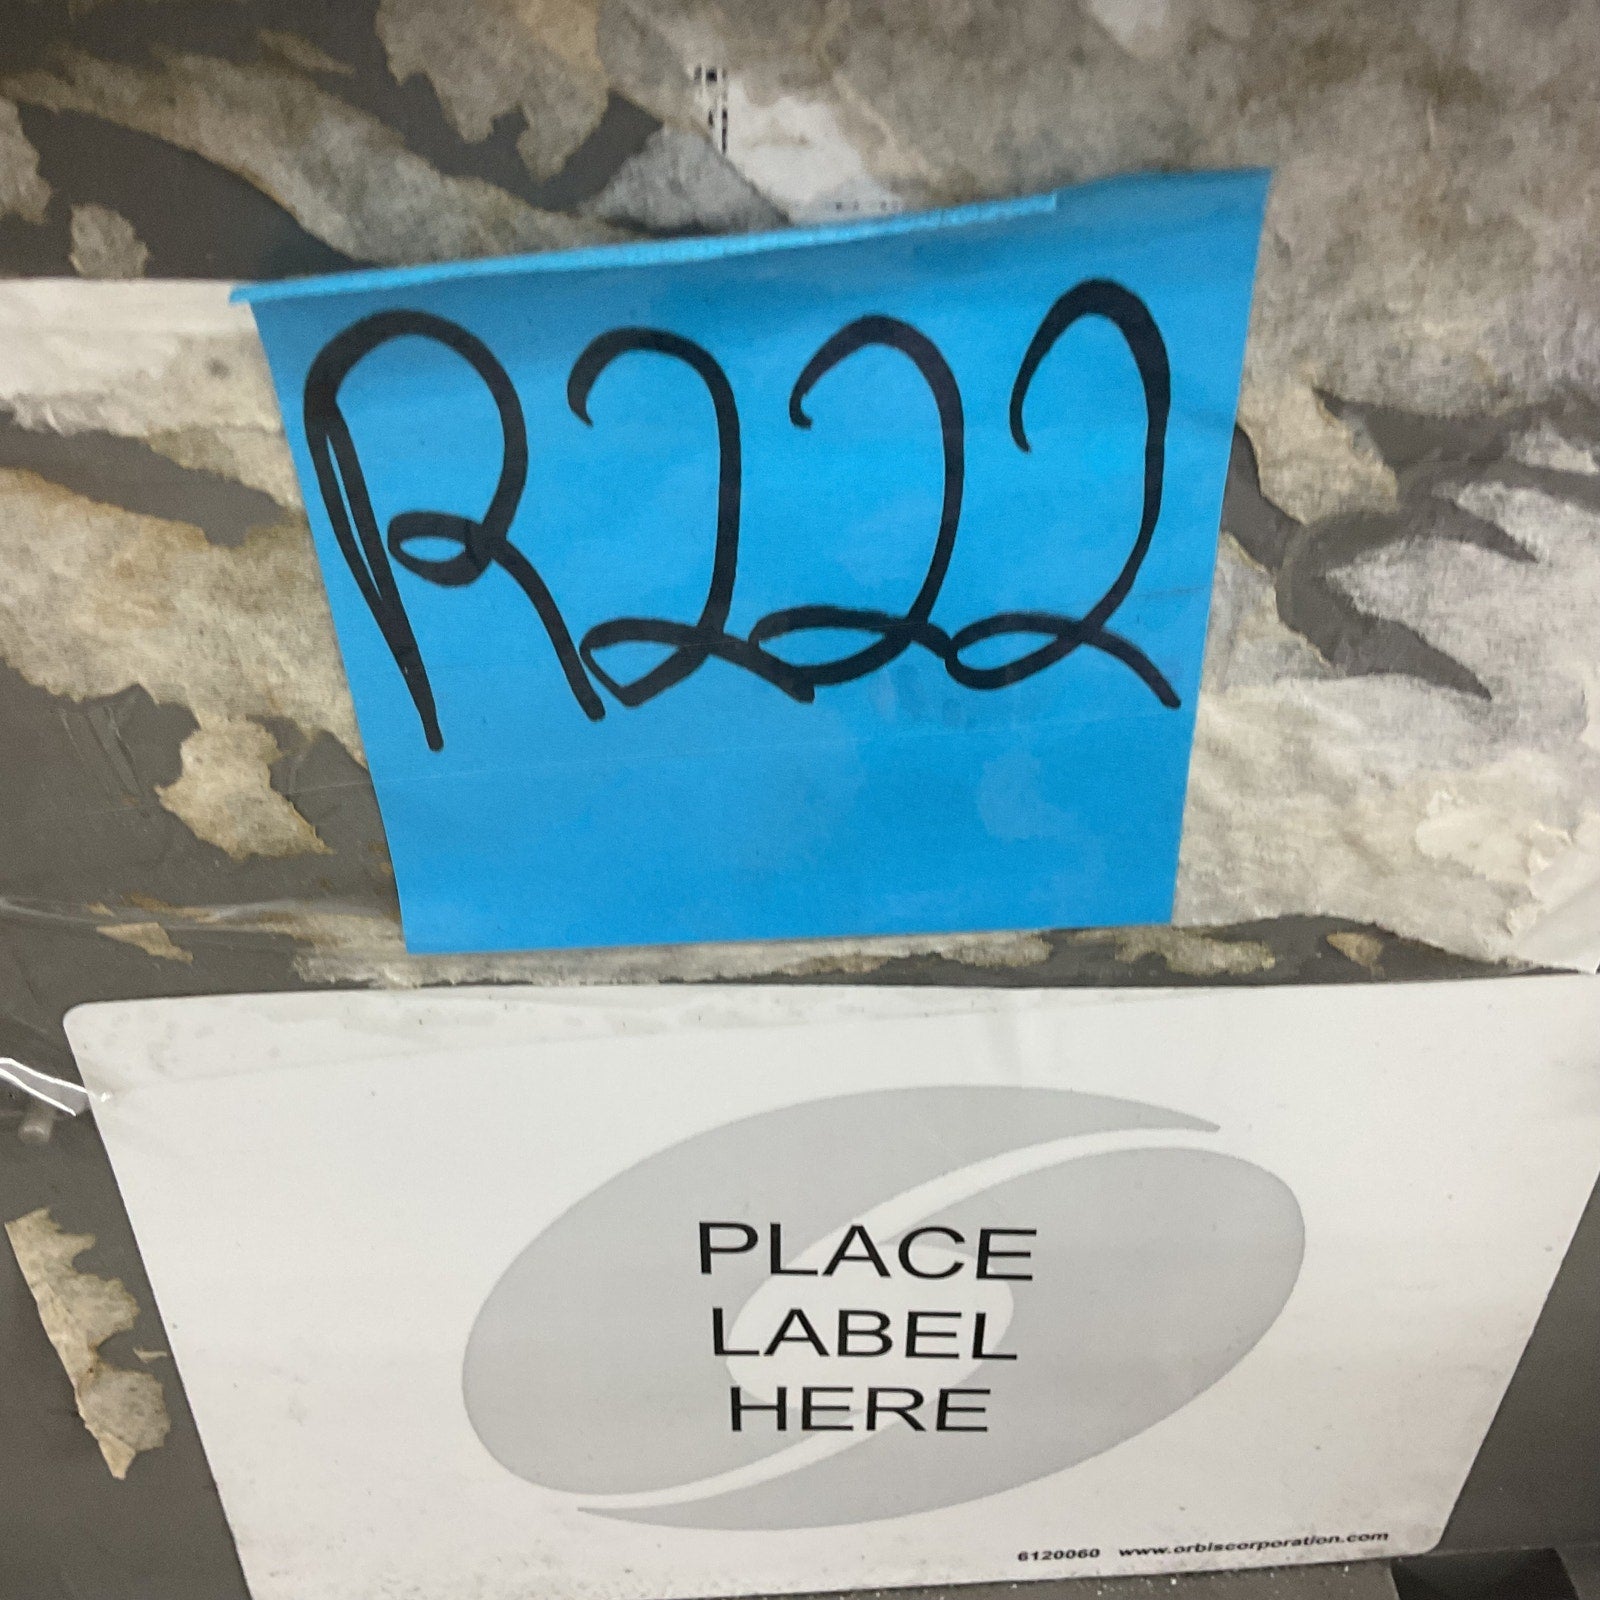 R222
PLACE
LABEL
HERE
6120060 www.orbiscorporation.com